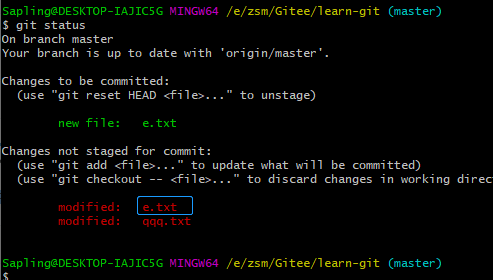 Sapling@DESKTOP-IAJIC5G MINGW64 /e/zsm/Gitee/learn-git (master)
$ git status
On branch master
Your branch is up to date with 'origin/master'.
Changes to be committed:
(use "git reset HEAD <file>..." to unstage)
new file: e.txt
Changes not staged for commit:
(use "git add <file>..." to update what will be committed)
(use "git checkout -- <file>..." to discard changes in working direc
modified: e.txt
modified: qqq.txt
Sapling@DESKTOP-IAJIC5G MINGW64 /e/zsm/Gitee/learn-git (master)
$